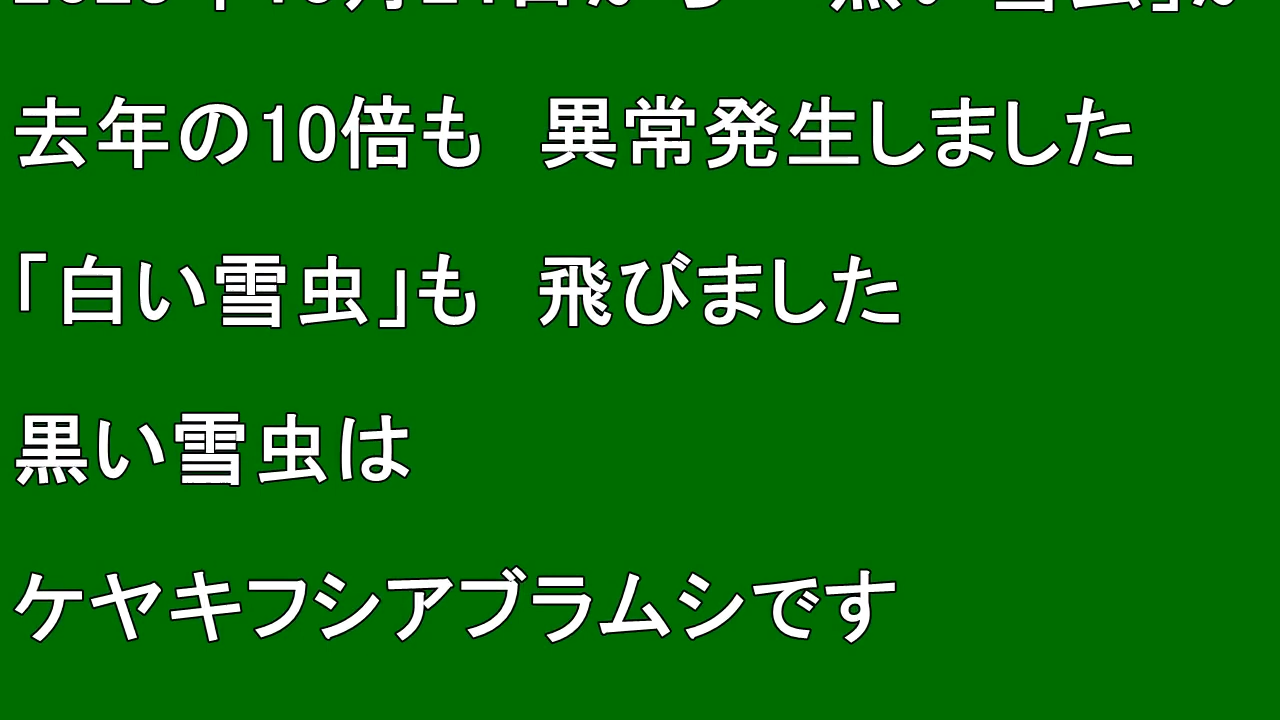 去年の10倍も　異常発生しました
「白い雪虫」も　飛びました
黒い雪虫は
ケヤキフシアブラムシです